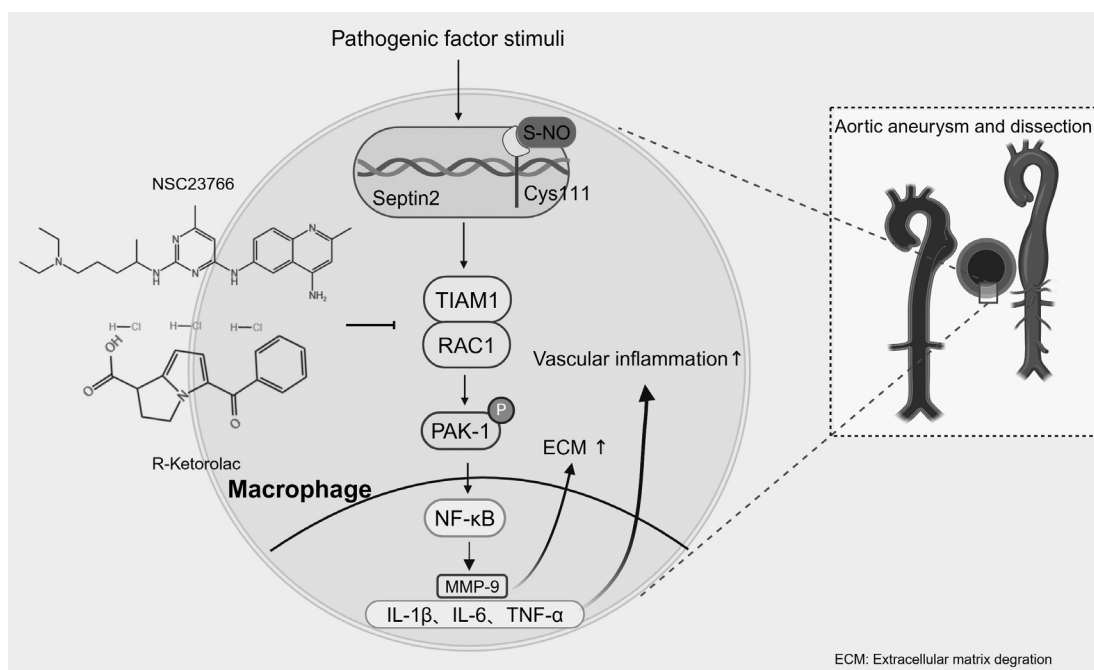 Pathogenic factor stimuli
S-NO
Septin2
Cys111
Aortic aneurysm and dissection
NSC23766
N
N
N
N
H
N
H
N
NH₂
H Cl
H Cl
H Cl
OH
O
N
O
R-Ketorolac
TIAM1
RAC1
P
PAK-1
Vascular inflammation↑
ECM ↑
Macrophage
NF-κB
MMP-9
IL-1β、IL-6、TNF-α
ECM: Extracellular matrix degration